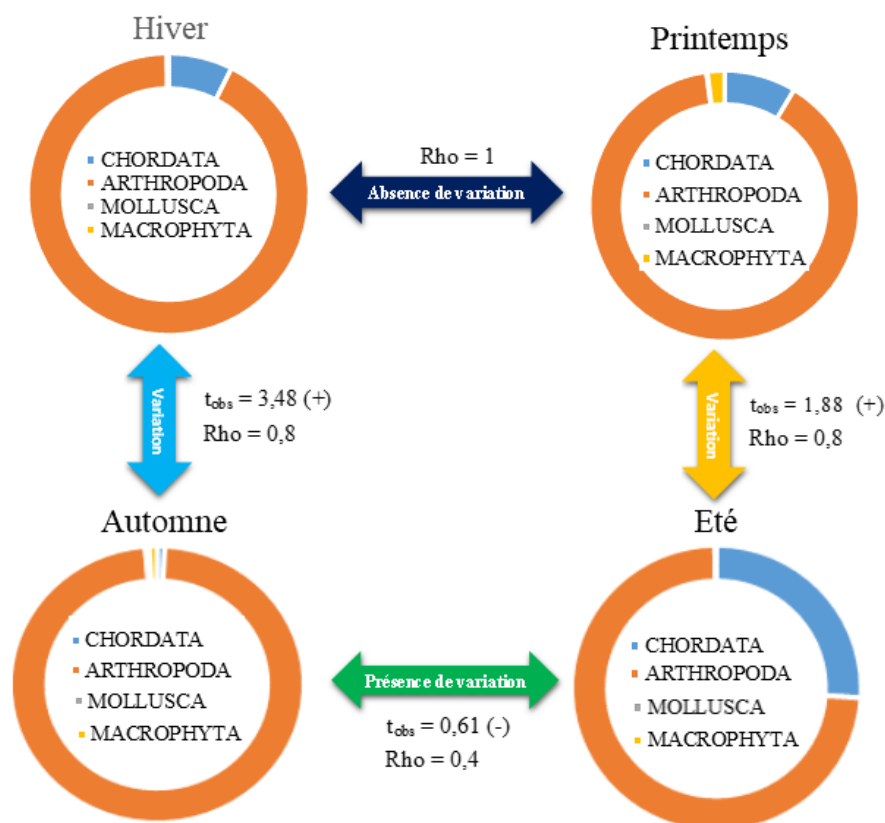 Hiver
CHORDATA
ARTHROPODA
MOLLUSCA
MACROPHYTA
Rho = 1
Absence de variation
Printemps
CHORDATA
ARTHROPODA
MOLLUSCA
MACROPHYTA
Variation
tobs = 3,48 (+)
Rho = 0,8
Variation
tobs = 1,88 (+)
Rho = 0,8
Automne
CHORDATA
ARTHROPODA
MOLLUSCA
MACROPHYTA
Présence de variation
tobs = 0,61 (-)
Rho = 0,4
Eté
CHORDATA
ARTHROPODA
MOLLUSCA
MACROPHYTA